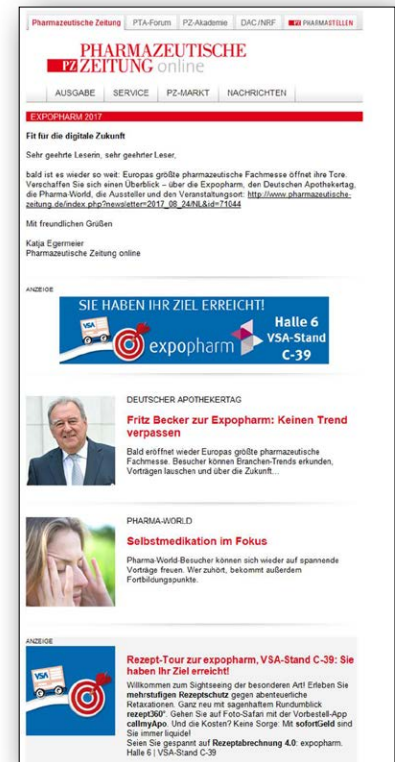 Pharmazeutische Zeitung PTA-Forum PZ-Akademie DAC/NRF PZ PHARMASTELLEN
PHARMAZEUTISCHE
PZ ZEITUNG online
AUSGABE SERVICE PZ-MARKT NACHRICHTEN
EXPOPHARM 2017
Fit für die digitale Zukunft
Sehr geehrte Leserin, sehr geehrter Leser,
bald ist es wieder so weit: Europas größte pharmazeutische Fachmesse öffnet ihre Tore.
Verschaffen Sie sich einen Überblick – über die Expopharm, den Deutschen Apothekertag,
die Pharma-World, die Aussteller und den Veranstaltungsort: http://www.pharmazeutische-
zeitung.de/index.php?newsletter=2017_08_24/NL&id=71044
Mit freundlichen Grüßen
Katja Egermeier
Pharmazeutische Zeitung online
ANZEIGE
SIE HABEN IHR ZIEL ERREICHT!
VSA
expopharm
Halle 6
VSA-Stand
C-39
DEUTSCHER APOTHEKERTAG
Fritz Becker zur Expopharm: Keinen Trend
verpassen
Bald eröffnet wieder Europas größte pharmazeutische
Fachmesse. Besucher können Branchen-Trends erkunden,
Vorträgen lauschen und über die Zukunft...
PHARMA-WORLD
Selbstmedikation im Fokus
Pharma-World-Besucher können sich wieder auf spannende
Vorträge freuen. Wer zuhört, bekommt außerdem
Fortbildungspunkte.
ANZEIGE
VSA
Rezept-Tour zur expopharm, VSA-Stand C-39: Sie
haben Ihr Ziel erreicht!
Willkommen zum Sightseeing der besonderen Art! Erleben Sie
mehrstufigen Rezeptschutz gegen abenteuerliche
Retaxationen. Ganz neu mit sagenhaftem Rundumblick
rezept360°. Gehen Sie auf Foto-Safari mit der Vorbestell-App
callmyApo. Und die Kosten? Keine Sorge: Mit sofortGeld sind
Sie immer liquide!
Seien Sie gespannt auf Rezeptabrechnung 4.0: expopharm.
Halle 6 | VSA-Stand C-39